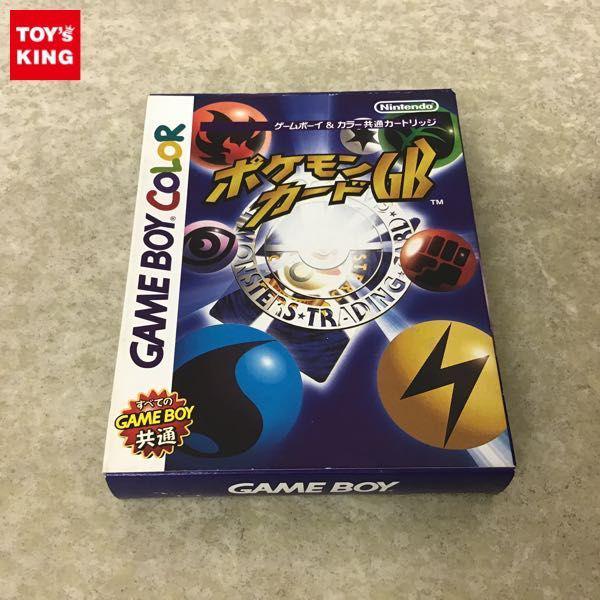 TOY's
KING
Nintendo
ゲームボーイ & カラー共通カートリッジ
ポケモン
カードGB
TM
MONSTERS★TRADING
GAME BOY COLOR
すべての
GAME BOY
共通
GAME BOY